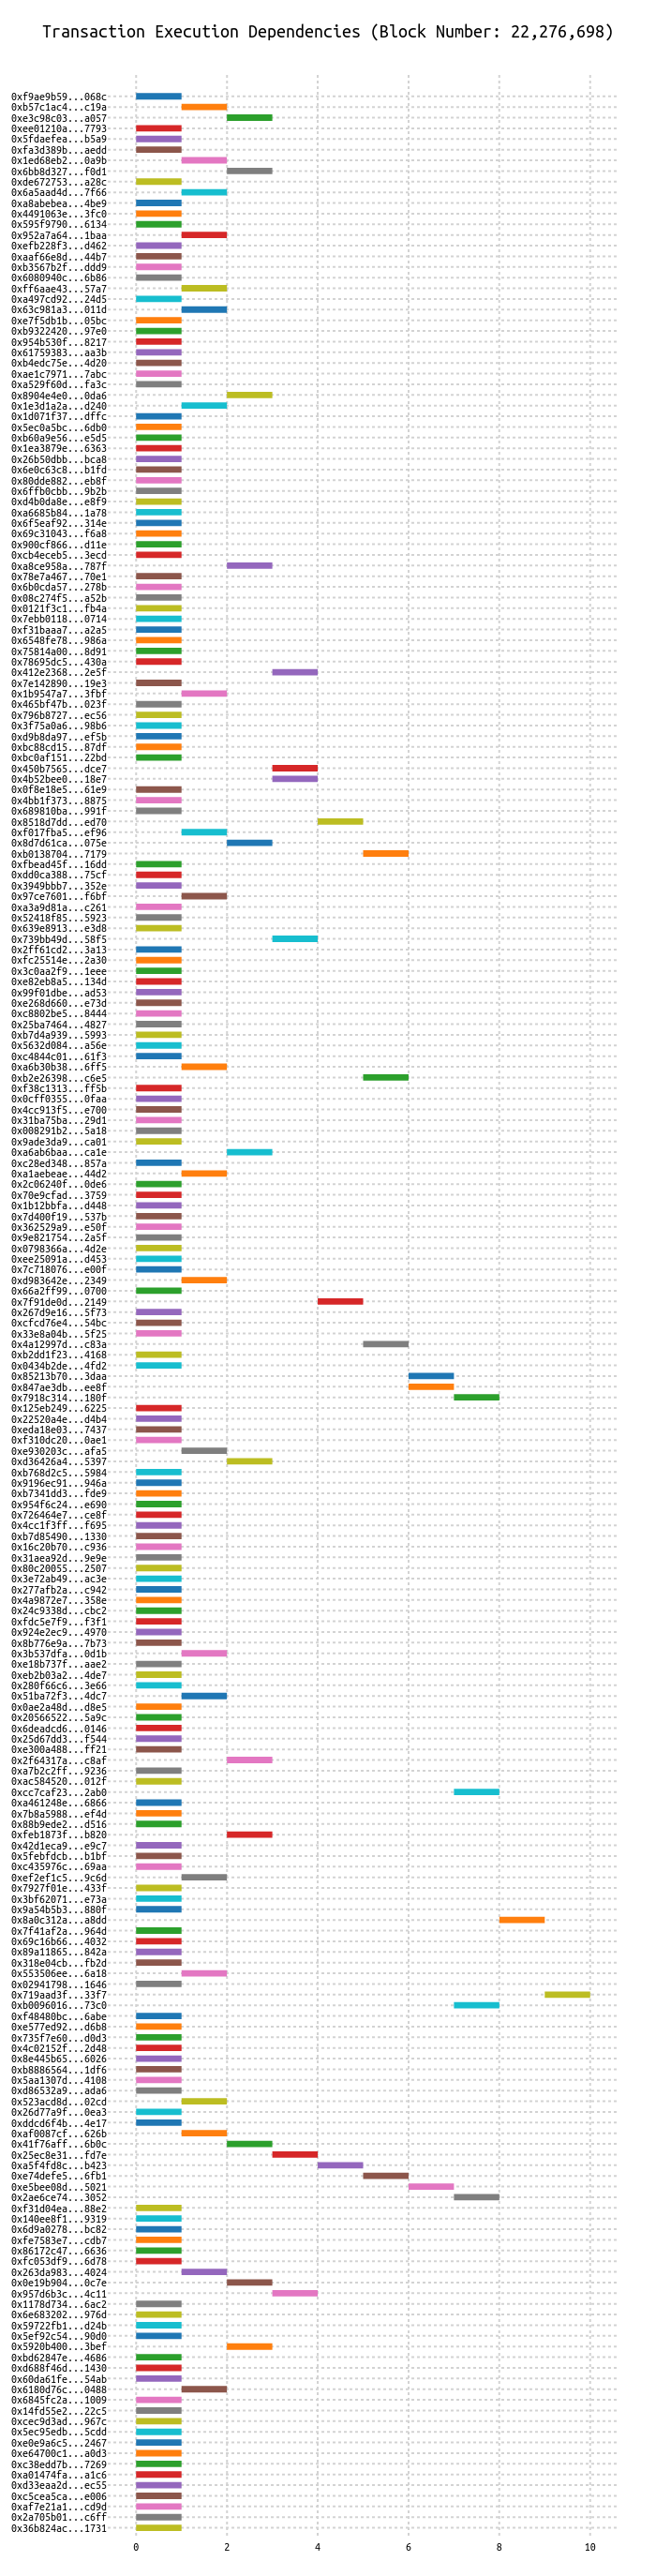 Transaction Execution Dependencies (Block Number: 22,276,698)
0xf9ae9b59...068c
0xb57c1ac4...c19a
0xe3c98c03...a057
0xee01210a...7793
0x5fdaefea...b5a9
0xfa3d389b...aedd
0x1ed68eb2...0a9b
0x6bb8d327...f0d1
0xde672753...a28c
0x6a5aad4d...7f66
0xa8abebea...4be9
0x4491063e...3fc0
0x595f9790...6134
0x952a7a64...1baa
0xefb228f3...d462
0xaaf66e8d...44b7
0xb3567b2f...ddd9
0x6080940c...6b86
0xff6aae43...57a7
0xa497cd92...24d5
0x63c981a3...011d
0xe7f5db1b...05bc
0xb9322420...97e0
0x954b530f...8217
0x61759383...aa3b
0xb4edc75e...4d20
0xae1c7971...7abc
0xa529f60d...fa3c
0x8904e4e0...0da6
0x1e3d1a2a...d240
0x1d071f37...dffc
0x5ec0a5bc...6db0
0xb60a9e56...e5d5
0x1ea3879e...6363
0x26b50dbb...bca8
0x6e0c63c8...b1fd
0x80dde882...eb8f
0x6ffb0cbb...9b2b
0xd4b0da8e...e8f9
0xa6685b84...1a78
0x6f5eaf92...314e
0x69c31043...f6a8
0x900cf866...d11e
0xcb4eceb5...3ecd
0xa8ce958a...787f
0x78e7a467...70e1
0x6b0cda57...278b
0x08c274f5...a52b
0x0121f3c1...fb4a
0x7ebb0118...0714
0xf31baaa7...a2a5
0x6548fe78...986a
0x75814a00...8d91
0x78695dc5...430a
0x412e2368...2e5f
0x7e142890...19e3
0x1b9547a7...3fbf
0x465bf47b...023f
0x796b8727...ec56
0x3f75a0a6...98b6
0xd9b8da97...ef5b
0xbc88cd15...87df
0xbc0af151...22bd
0x450b7565...dce7
0x4b52bee0...18e7
0x0f8e18e5...61e9
0x4bb1f373...8875
0x689810ba...991f
0x8518d7dd...ed70
0xf017fba5...ef96
0x8d7d61ca...075e
0xb0138704...7179
0xfbead45f...16dd
0xdd0ca388...75cf
0x3949bbb7...352e
0x97ce7601...f6bf
0xa3a9d81a...c261
0x52418f85...5923
0x639e8913...e3d8
0x739bb49d...58f5
0x2ff61cd2...3a13
0xfc25514e...2a30
0x3c0aa2f9...1eee
0xe82eb8a5...134d
0x99f01dbe...ad53
0xe268d660...e73d
0xc8802be5...8444
0x25ba7464...4827
0xb7d4a939...5993
0x5632d084...a56e
0xc4844c01...61f3
0xa6b30b38...6ff5
0xb2e26398...c6e5
0xf38c1313...ff5b
0x0cff0355...0faa
0x4cc913f5...e700
0x31ba75ba...29d1
0x008291b2...5a18
0x9ade3da9...ca01
0xa6ab6baa...ca1e
0xc28ed348...857a
0xa1aebeae...44d2
0x2c06240f...0de6
0x70e9cfad...3759
0x1b12bbfa...d448
0x7d400f19...537b
0x362529a9...e50f
0x9e821754...2a5f
0x0798366a...4d2e
0xee25091a...d453
0x7c718076...e00f
0xd983642e...2349
0x66a2ff99...0700
0x7f91de0d...2149
0x267d9e16...5f73
0xcfcd76e4...54bc
0x33e8a04b...5f25
0x4a12997d...c83a
0xb2dd1f23...4168
0x0434b2de...4fd2
0x85213b70...3daa
0x847ae3db...ee8f
0x7918c314...180f
0x125eb249...6225
0x22520a4e...d4b4
0xeda18e03...7437
0xf310dc20...0ae1
0xe930203c...afa5
0xd36426a4...5397
0xb768d2c5...5984
0x9196ec91...946a
0xb7341dd3...fde9
0x954f6c24...e690
0x726464e7...ce8f
0x4cc1f3ff...f695
0xb7d85490...1330
0x16c20b70...c936
0x31aea92d...9e9e
0x80c20055...2507
0x3e72ab49...ac3e
0x277afb2a...c942
0x4a9872e7...358e
0x24c9338d...cbc2
0xfdc5e7f9...f3f1
0x924e2ec9...4970
0x8b776e9a...7b73
0x3b537dfa...0d1b
0xe18b737f...aae2
0xeb2b03a2...4de7
0x280f66c6...3e66
0x51ba72f3...4dc7
0x0ae2a48d...d8e5
0x20566522...5a9c
0x6deadcd6...0146
0x25d67dd3...f544
0xe300a488...ff21
0x2f64317a...c8af
0xa7b2c2ff...9236
0xac584520...012f
0xcc7caf23...2ab0
0xa461248e...6866
0x7b8a5988...ef4d
0x88b9ede2...d516
0xfeb1873f...b820
0x42d1eca9...e9c7
0x5febfdcb...b1bf
0xc435976c...69aa
0xef2ef1c5...9c6d
0x7927f01e...433f
0x3bf62071...e73a
0x9a54b5b3...880f
0x8a0c312a...a8dd
0x7f41af2a...964d
0x69c16b66...4032
0x89a11865...842a
0x318e04cb...fb2d
0x553506ee...6a18
0x02941798...1646
0x719aad3f...33f7
0xb0096016...73c0
0xf48480bc...6abe
0xe577ed92...d6b8
0x735f7e60...d0d3
0x4c02152f...2d48
0x8e445b65...6026
0xb8886564...1df6
0x5aa1307d...4108
0xd86532a9...ada6
0x523acd8d...02cd
0x26d77a9f...0ea3
0xddcd6f4b...4e17
0xaf0087cf...626b
0x41f76aff...6b0c
0x25ec8e31...fd7e
0xa5f4fd8c...b423
0xe74defe5...6fb1
0xe5bee08d...5021
0x2ae6ce74...3052
0xf31d04ea...88e2
0x140ee8f1...9319
0x6d9a0278...bc82
0xfe7583e7...cdb7
0x86172c47...6636
0xfc053df9...6d78
0x263da983...4024
0x0e19b904...0c7e
0x957d6b3c...4c11
0x1178d734...6ac2
0x6e683202...976d
0x59722fb1...d24b
0x5ef92c54...90d0
0x5920b400...3bef
0xbd62847e...4686
0xd688f46d...1430
0x60da61fe...54ab
0x6180d76c...0488
0x6845fc2a...1009
0x14fd55e2...22c5
0xcec9d3ad...967c
0x5ec95edb...5cdd
0xe0e9a6c5...2467
0xe64700c1...a0d3
0xc38edd7b...7269
0xa01474fa...a1c6
0xd33eaa2d...ec55
0xc5cea5ca...e006
0xaf7e21a1...cd9d
0x2a705b01...c6ff
0x36b824ac...1731
0 2 4 6 8 10